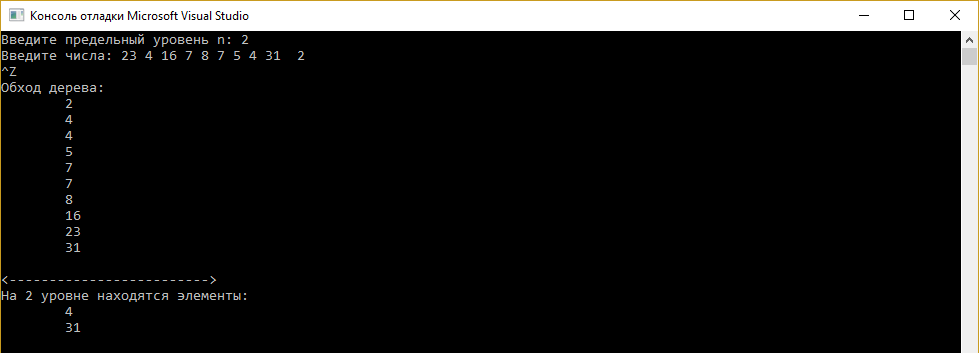 Консоль отладки Microsoft Visual Studio
Введите предельный уровень n: 2
Введите числа: 23 4 16 7 8 7 5 4 31  2
^Z
Обход дерева:
2
4
4
5
7
7
8
16
23
31
<------------------------->
На 2 уровне находятся элементы:
4
31